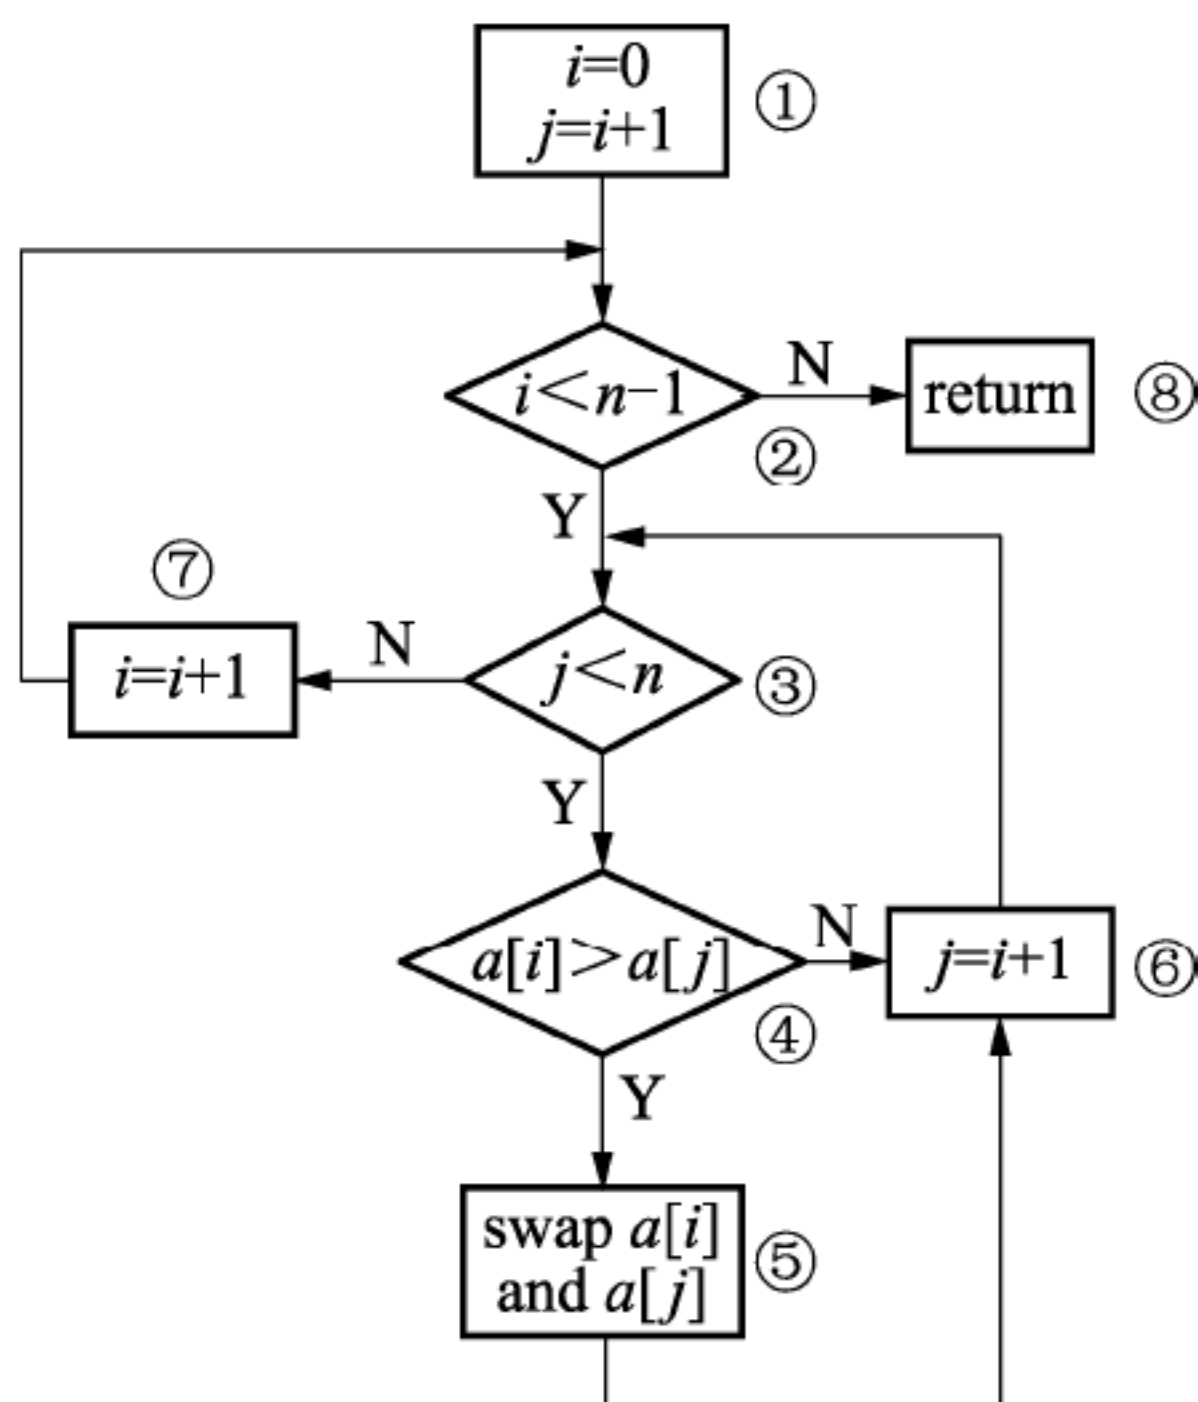 i=0
j=i+1
①
i<n-1
N
return
⑧
②
Y
⑦
i=i+1
N
j<n
③
Y
a[i]>a[j]
N
j=i+1
⑥
④
Y
swap a[i]
and a[j]
⑤